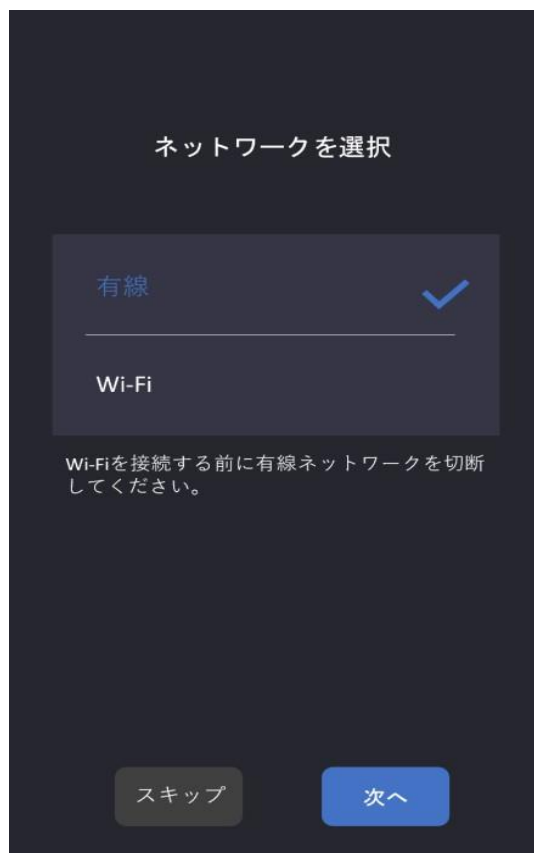 ネットワークを選択
有線
Wi-Fi
Wi-Fiを接続する前に有線ネットワークを切断
してください。
スキップ
次へ